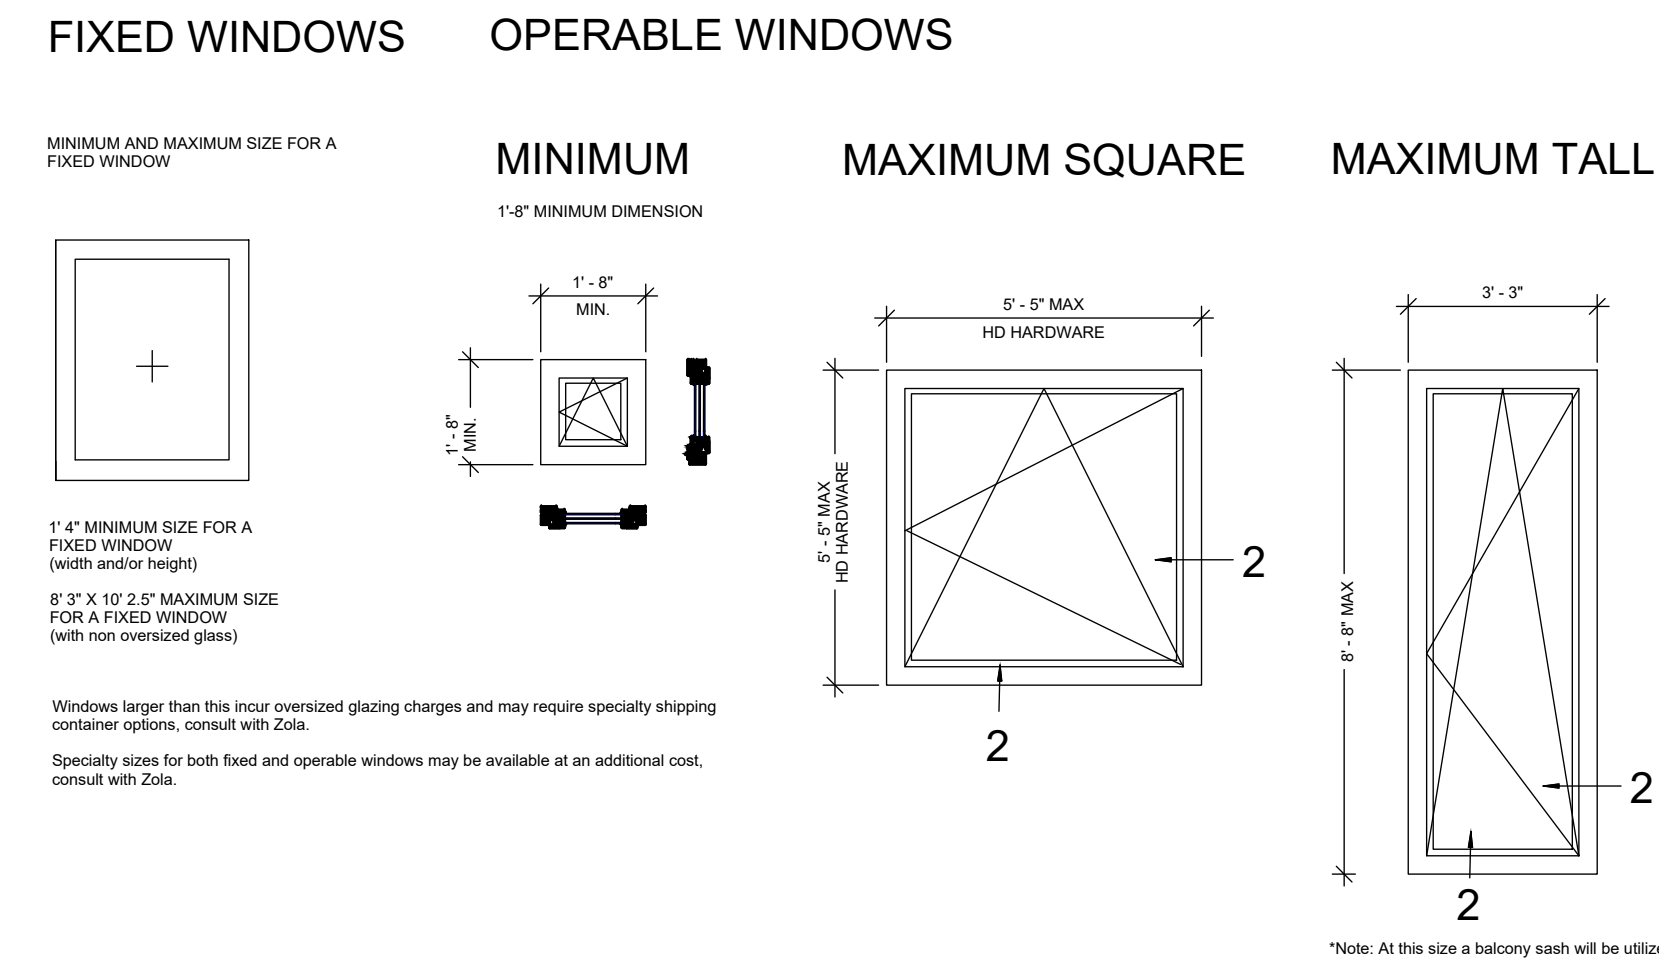 FIXED WINDOWS
OPERABLE WINDOWS
MINIMUM AND MAXIMUM SIZE FOR A
FIXED WINDOW
1' 4" MINIMUM SIZE FOR A
FIXED WINDOW
(width and/or height)
8' 3" X 10' 2.5" MAXIMUM SIZE
FOR A FIXED WINDOW
(with non oversized glass)
Windows larger than this incur oversized glazing charges and may require specialty shipping
container options, consult with Zola.
Specialty sizes for both fixed and operable windows may be available at an additional cost,
consult with Zola.
MINIMUM
1'-8" MINIMUM DIMENSION
1' - 8"
MIN.
1' - 8"
MIN.
MAXIMUM SQUARE
5' - 5" MAX
HD HARDWARE
5' - 5" MAX
HD HARDWARE
2
2
MAXIMUM TALL
3' - 3"
8' - 8" MAX
2
2
*Note: At this size a balcony sash will be